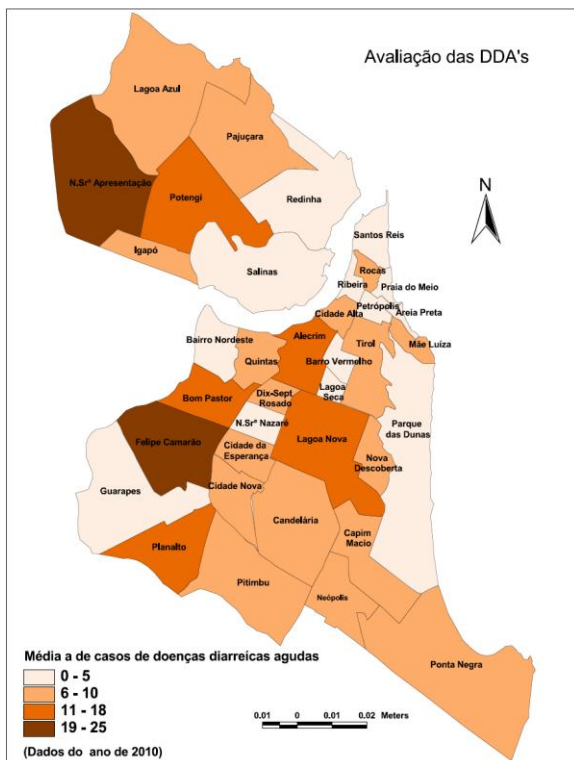 Avaliação das DDA's
Lagoa Azul
Pajuçara
N.Srª Apresentação
Potengi
Redinha
N
Igapó
Salinas
Santos Reis
Rocas
Ribeira
Praia do Meio
Petrópolis
Areia Preta
Cidade Alta
Alecrim
Tirol
Mãe Luíza
Bairro Nordeste
Quintas
Barro Vermelho
Lagoa
Seca
Dix-Sept
Rosado
Bom Pastor
N.Srª Nazaré
Parque
das Dunas
Felipe Camarão
Lagoa Nova
Cidade da
Esperança
Nova
Descoberta
Guarapes
Cidade Nova
Candelária
Capim
Macio
Planalto
Pitimbu
Neópolis
Ponta Negra
Média a de casos de doenças diarreicas agudas
0 - 5
6 - 10
11 - 18
19 - 25
(Dados do ano de 2010)
0.01 0 0.01 0.02 Meters